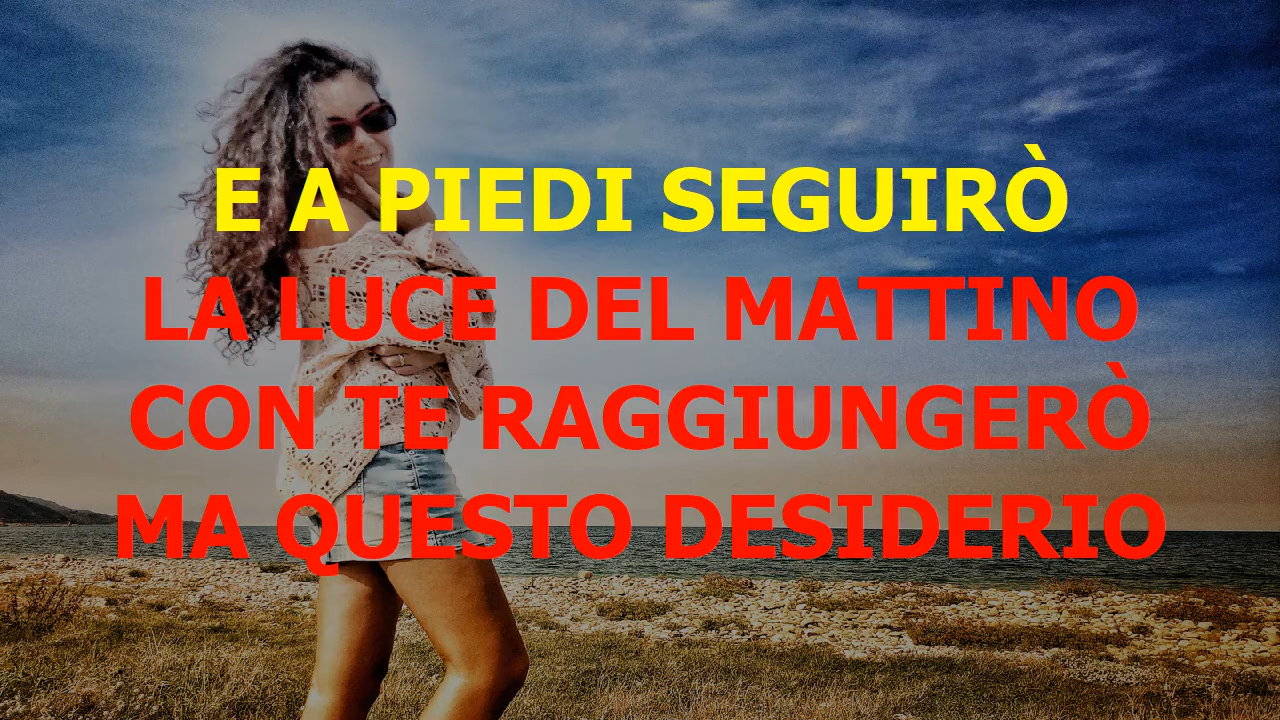 E A PIEDI SEGUIRÒ
LA LUCE DEL MATTINO
CON TE RAGGIUNGERÒ
MA QUESTO DESIDERIO